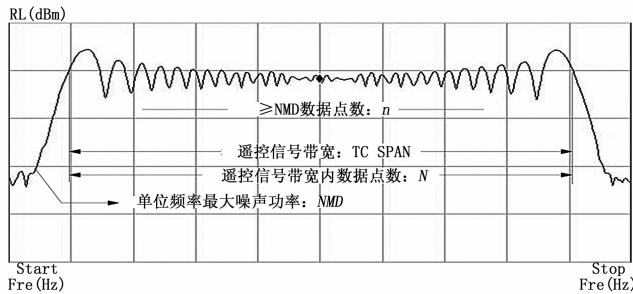 RL(dBm)
≥NMD数据点数：n
遥控信号带宽：TC SPAN
遥控信号带宽内数据点数：N
单位频率最大噪声功率：NMD
Start
Fre(Hz)
Stop
Fre(Hz)